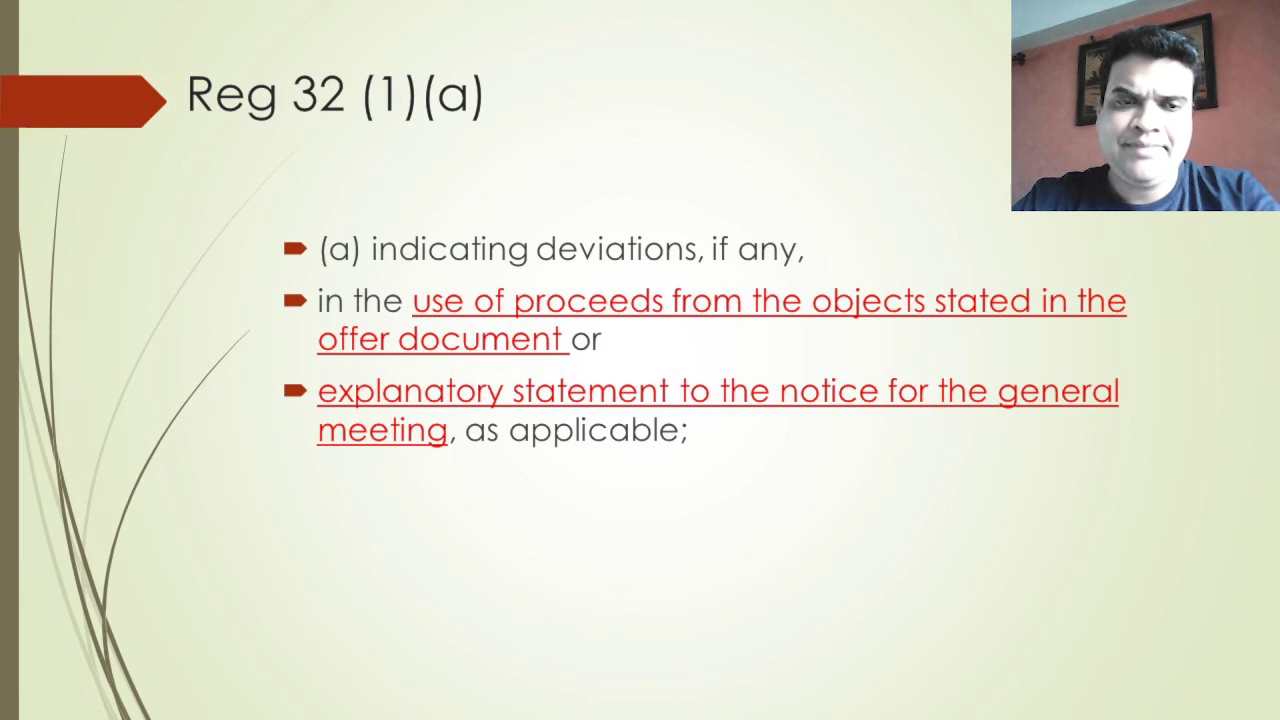 Reg 32 (1)(a)
(a) indicating deviations, if any,
in the use of proceeds from the objects stated in the
offer document or
explanatory statement to the notice for the general
meeting, as applicable;